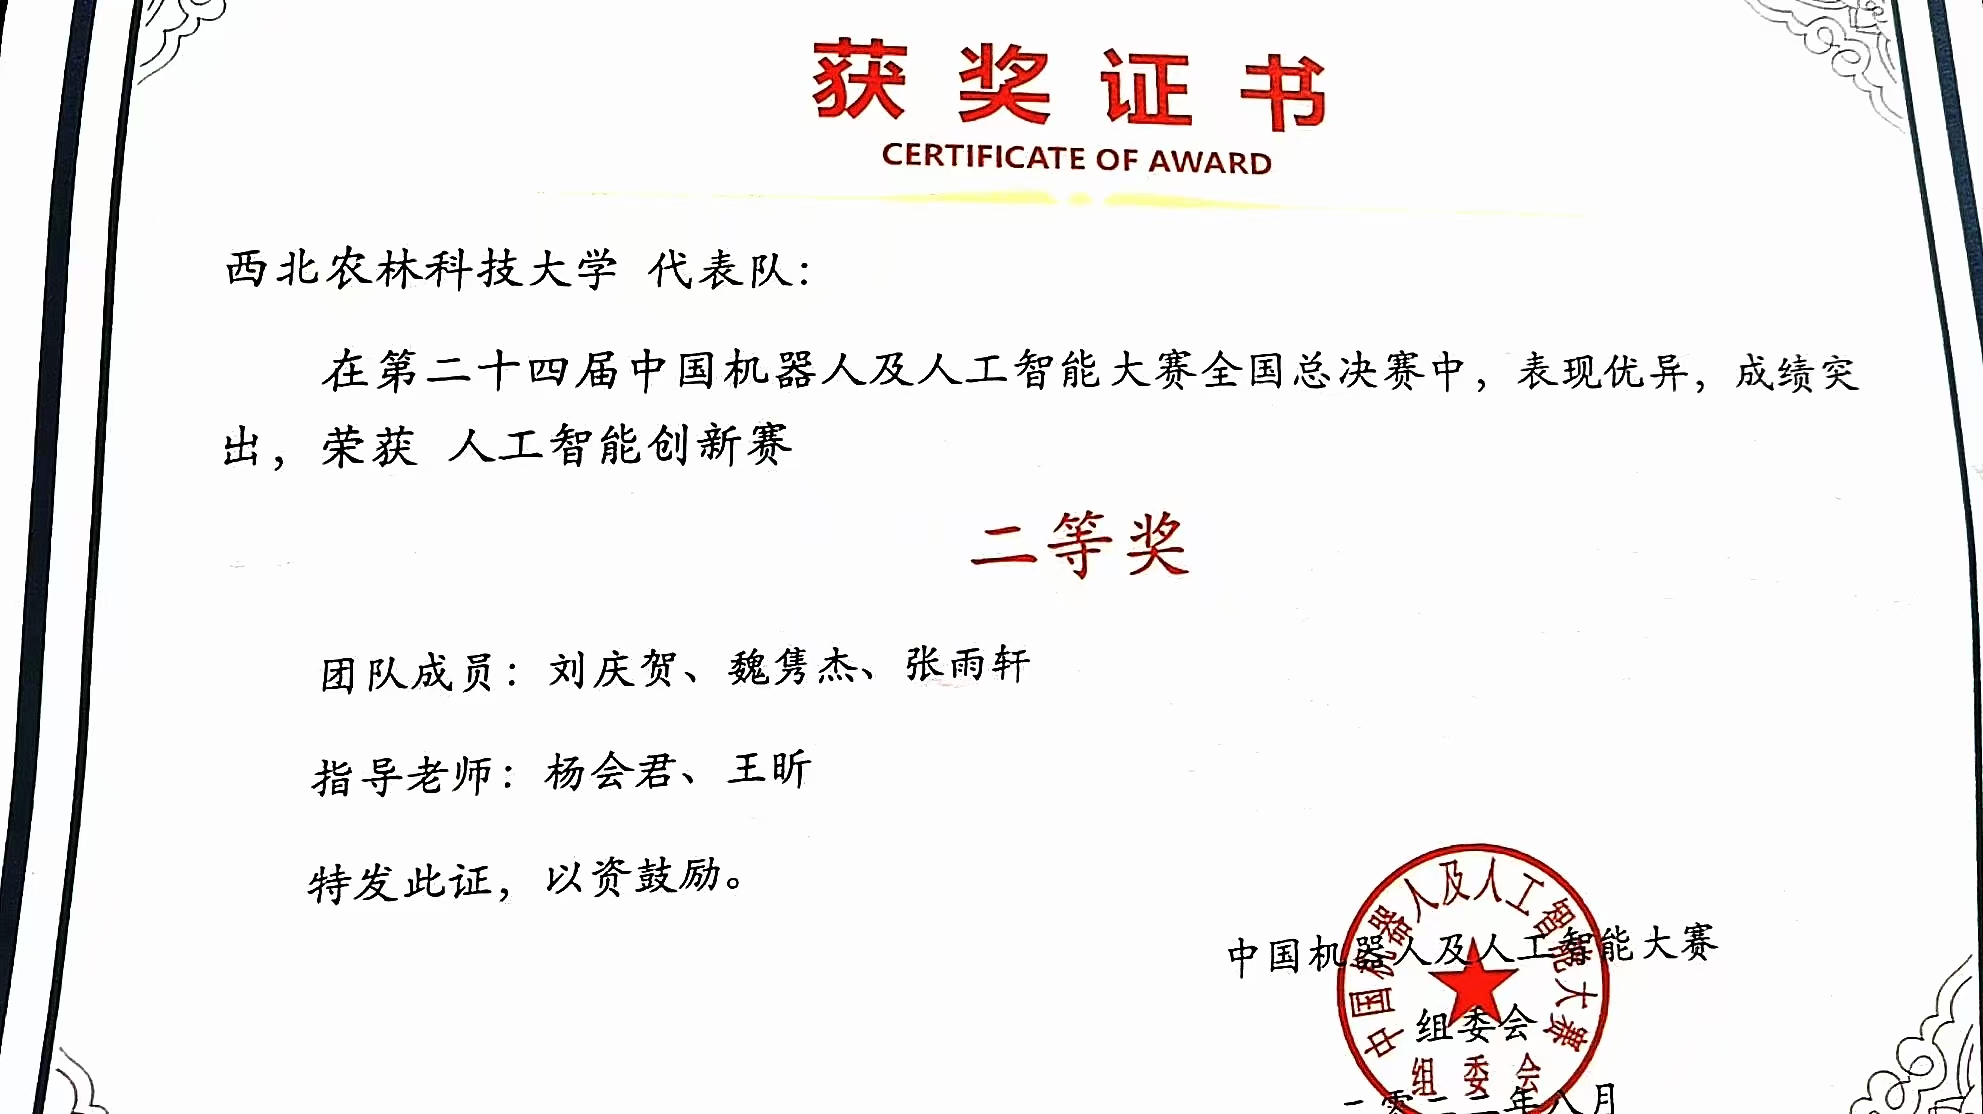 获奖证书
CERTIFICATE OF AWARD
西北农林科技大学 代表队：
在第二十四届中国机器人及人工智能大赛全国总决赛中，表现优异，成绩突
出，荣获 人工智能创新赛
二等奖
团队成员：刘庆贺、魏隽杰、张雨轩
指导老师：杨会君、王昕
特发此证，以资鼓励。
中国机器人及人工智能大赛
组委会
二零二二年八月
中国机器人及人工智能大赛
组委会